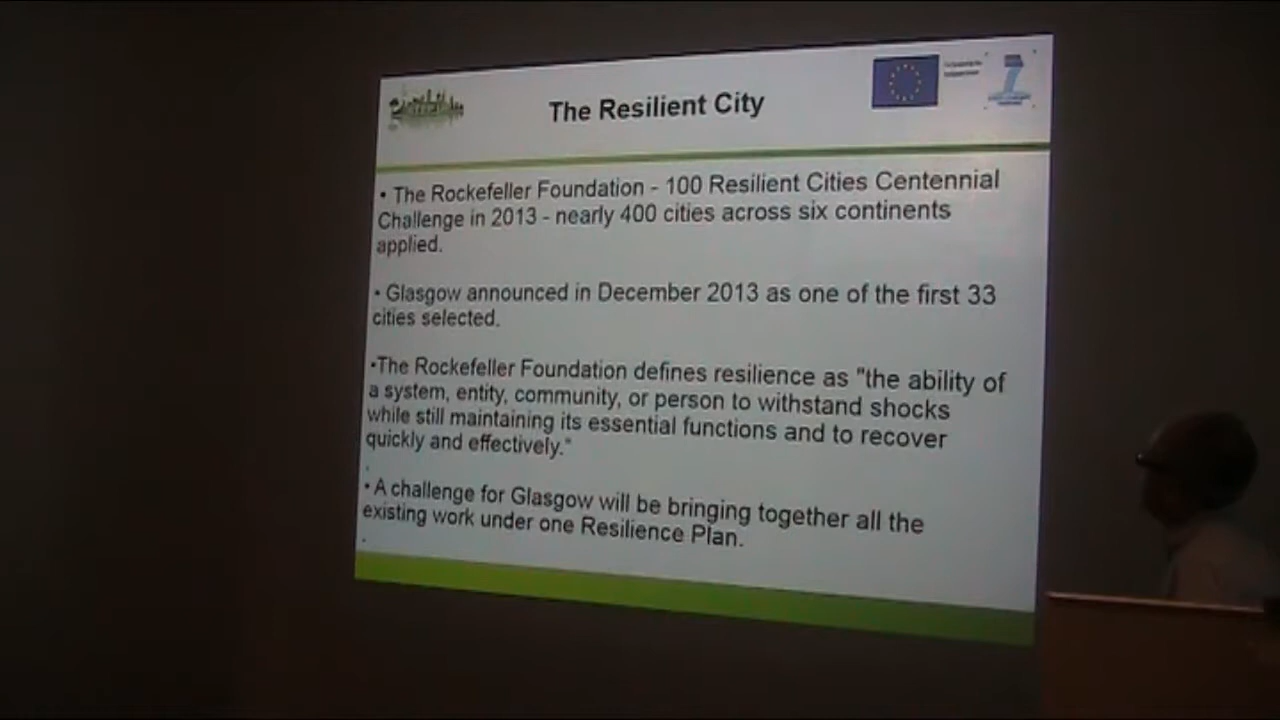 The Resilient City
• The Rockefeller Foundation - 100 Resilient Cities Centennial
Challenge in 2013 - nearly 400 cities across six continents
applied.
• Glasgow announced in December 2013 as one of the first 33
cities selected.
•The Rockefeller Foundation defines resilience as "the ability of
a system, entity, community, or person to withstand shocks
while still maintaining its essential functions and to recover
quickly and effectively."
• A challenge for Glasgow will be bringing together all the
existing work under one Resilience Plan.